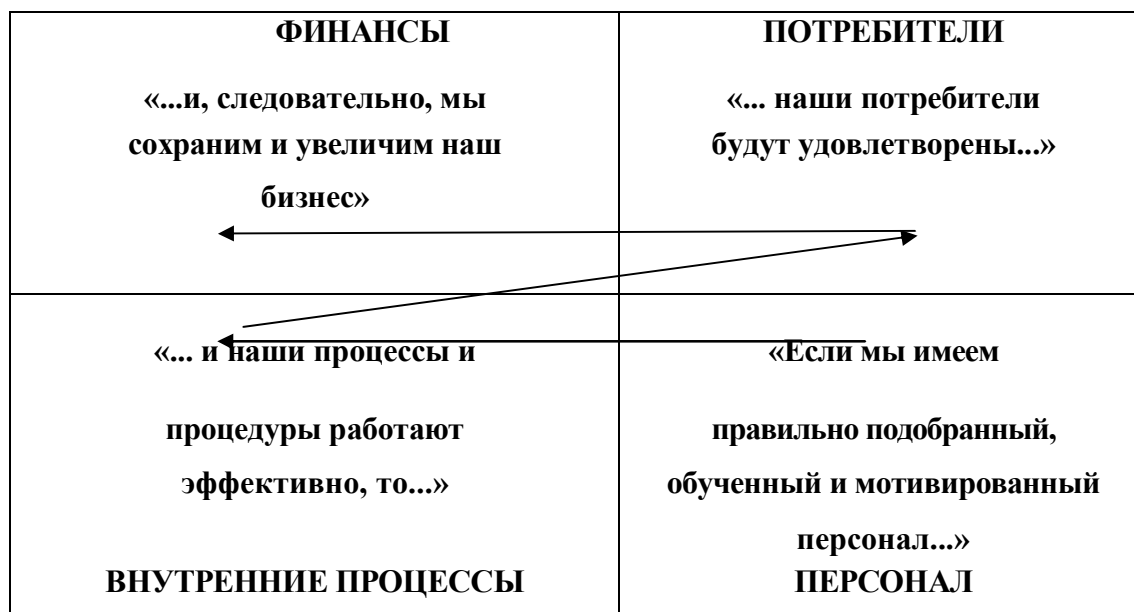 ФИНАНСЫ
«...и, следовательно, мы
сохраним и увеличим наш
бизнес»
ПОТРЕБИТЕЛИ
«... наши потребители
будут удовлетворены...»
«... и наши процессы и
процедуры работают
эффективно, то...»
ВНУТРЕННИЕ ПРОЦЕССЫ
«Если мы имеем
правильно подобранный,
обученный и мотивированный
персонал...»
ПЕРСОНАЛ